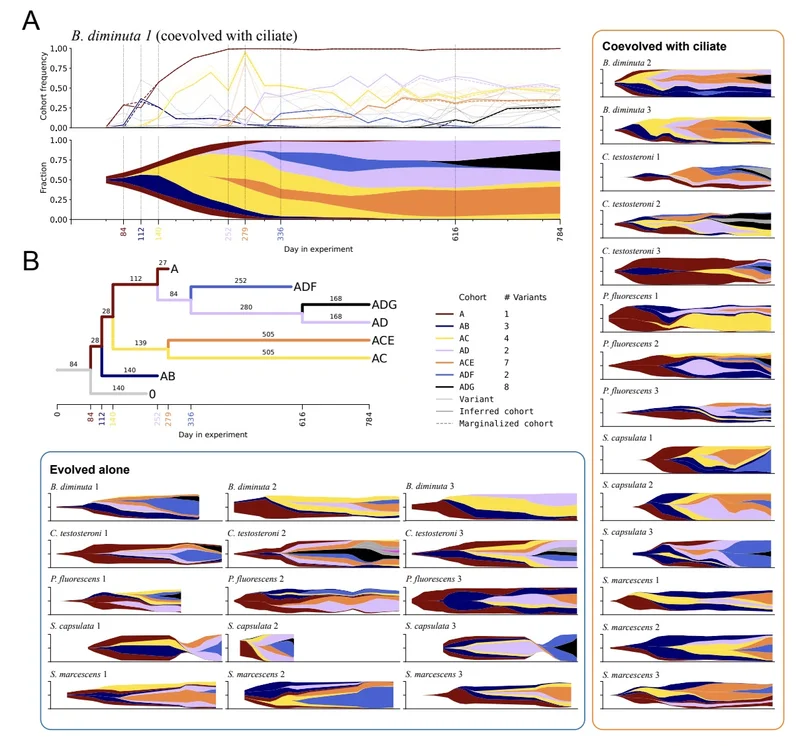 A
B. diminuta 1 (coevolved with ciliate)
Cohort frequency
1.00
0.75
0.50
0.25
0.00
Fraction
1.00
0.75
0.50
0.25
0.00
84 112 140 252 279 336 616 784
Day in experiment
B
27 A
112
252 ADF
84
168 ADG
28
280
168 AD
505 ACE
28
139
505 AC
84
140 AB
140 0
0 84 112 140 252 279 336 616 784
Day in experiment
Cohort # Variants
A 1
AB 3
AC 4
AD 2
ACE 7
ADF 2
ADG 8
Variant
Inferred cohort
Marginalized cohort
Evolved alone
B. diminuta 1 B. diminuta 2 B. diminuta 3
C. testosteroni 1 C. testosteroni 2 C. testosteroni 3
P. fluorescens 1 P. fluorescens 2 P. fluorescens 3
S. capsulata 1 S. capsulata 2 S. capsulata 3
S. marcescens 1 S. marcescens 2 S. marcescens 3
Coevolved with ciliate
B. diminuta 2
B. diminuta 3
C. testosteroni 1
C. testosteroni 2
C. testosteroni 3
P. fluorescens 1
P. fluorescens 2
P. fluorescens 3
S. capsulata 1
S. capsulata 2
S. capsulata 3
S. marcescens 1
S. marcescens 2
S. marcescens 3